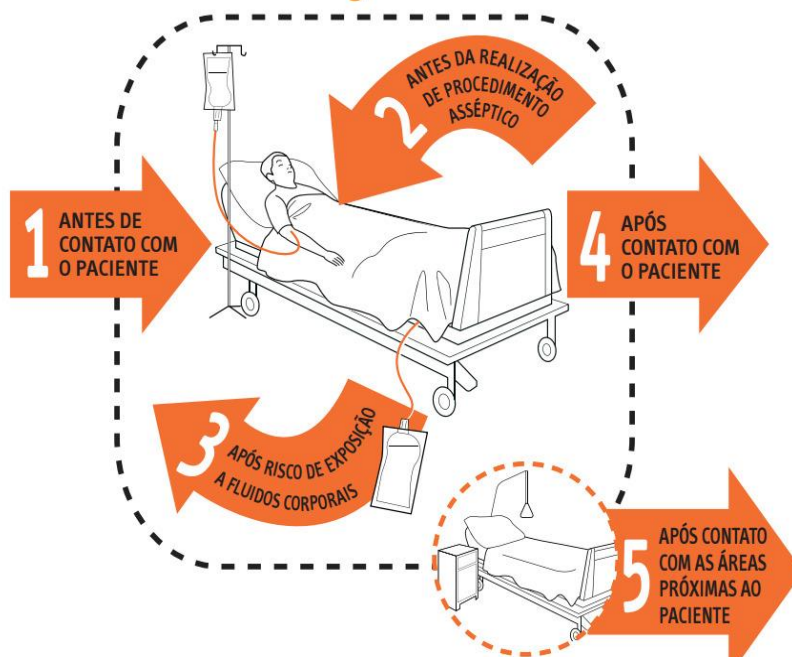 1
ANTES DE
CONTATO COM
O PACIENTE
2
ANTES DA REALIZAÇÃO
DE PROCEDIMENTO
ASSÉPTICO
3
APÓS RISCO DE EXPOSIÇÃO
A FLUIDOS CORPORAIS
4
APÓS
CONTATO COM
O PACIENTE
5
APÓS CONTATO
COM AS ÁREAS
PRÓXIMAS AO
PACIENTE